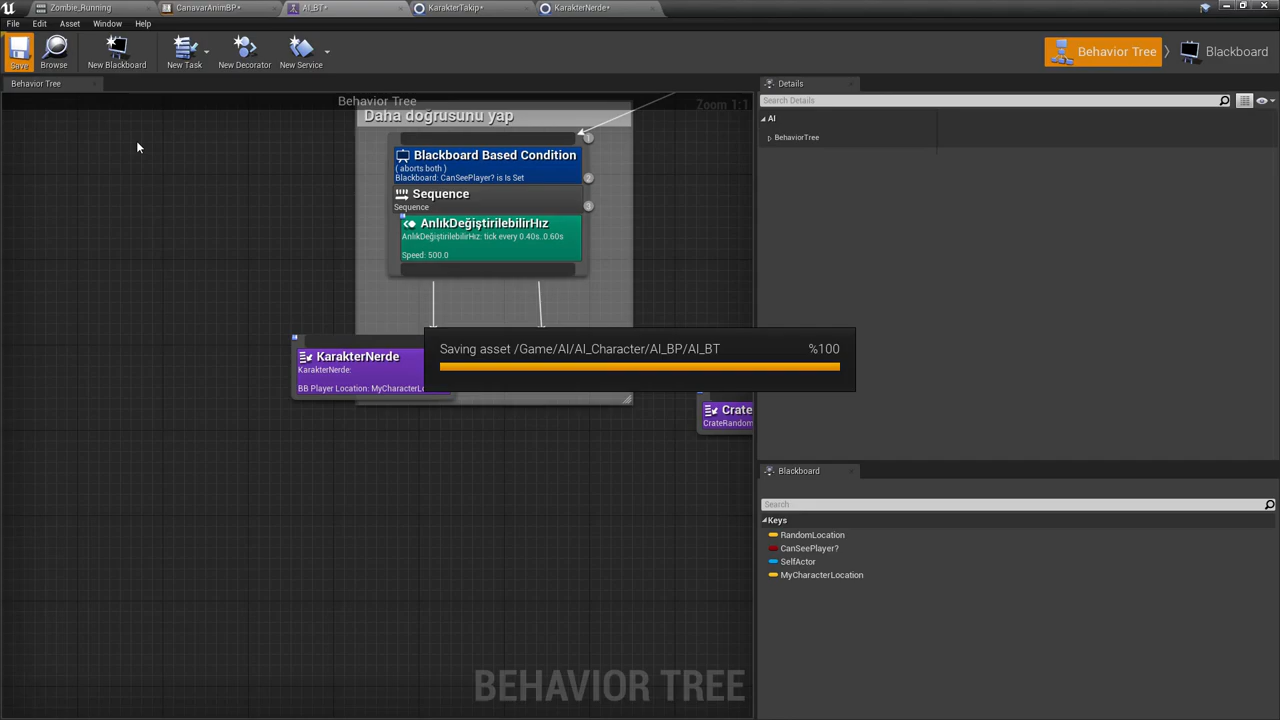 Zombie_Running
CanavarAnimBP*
AI_BT*
KarakterTakip*
KarakterNerde*
File Edit Asset Window Help
Save
Browse
New Blackboard
New Task
New Decorator
New Service
Behavior Tree
Blackboard
Behavior Tree
Behavior Tree
Zoom 1:1
Daha doğrusunu yap
1
Blackboard Based Condition
( aborts both )
Blackboard: CanSeePlayer? is Is Set
2
Sequence
Sequence
3
AnlıkDeğiştirilebilirHız
AnlıkDeğiştirilebilirHız: tick every 0.40s..0.60s
Speed: 500.0
Saving asset /Game/AI/AI_Character/AI_BP/AI_BT %100
KarakterNerde
KarakterNerde:
BB Player Location: MyCharacterLo
Crate
CrateRandom
BEHAVIOR TREE
Details
Search Details
AI
BehaviorTree
Blackboard
Search
Keys
RandomLocation
CanSeePlayer?
SelfActor
MyCharacterLocation